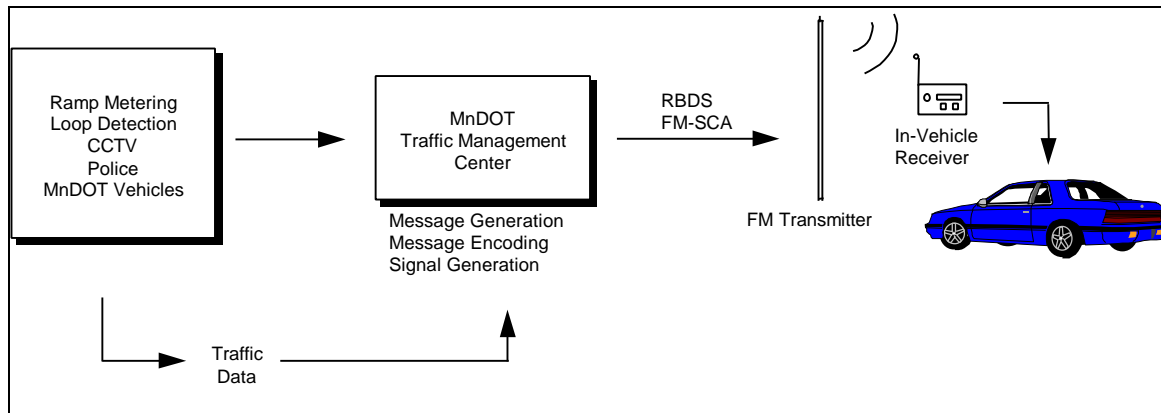 Ramp Metering
Loop Detection
CCTV
Police
MnDOT Vehicles
MnDOT
Traffic Management
Center
Message Generation
Message Encoding
Signal Generation
Traffic
Data
RBDS
FM-SCA
FM Transmitter
In-Vehicle
Receiver